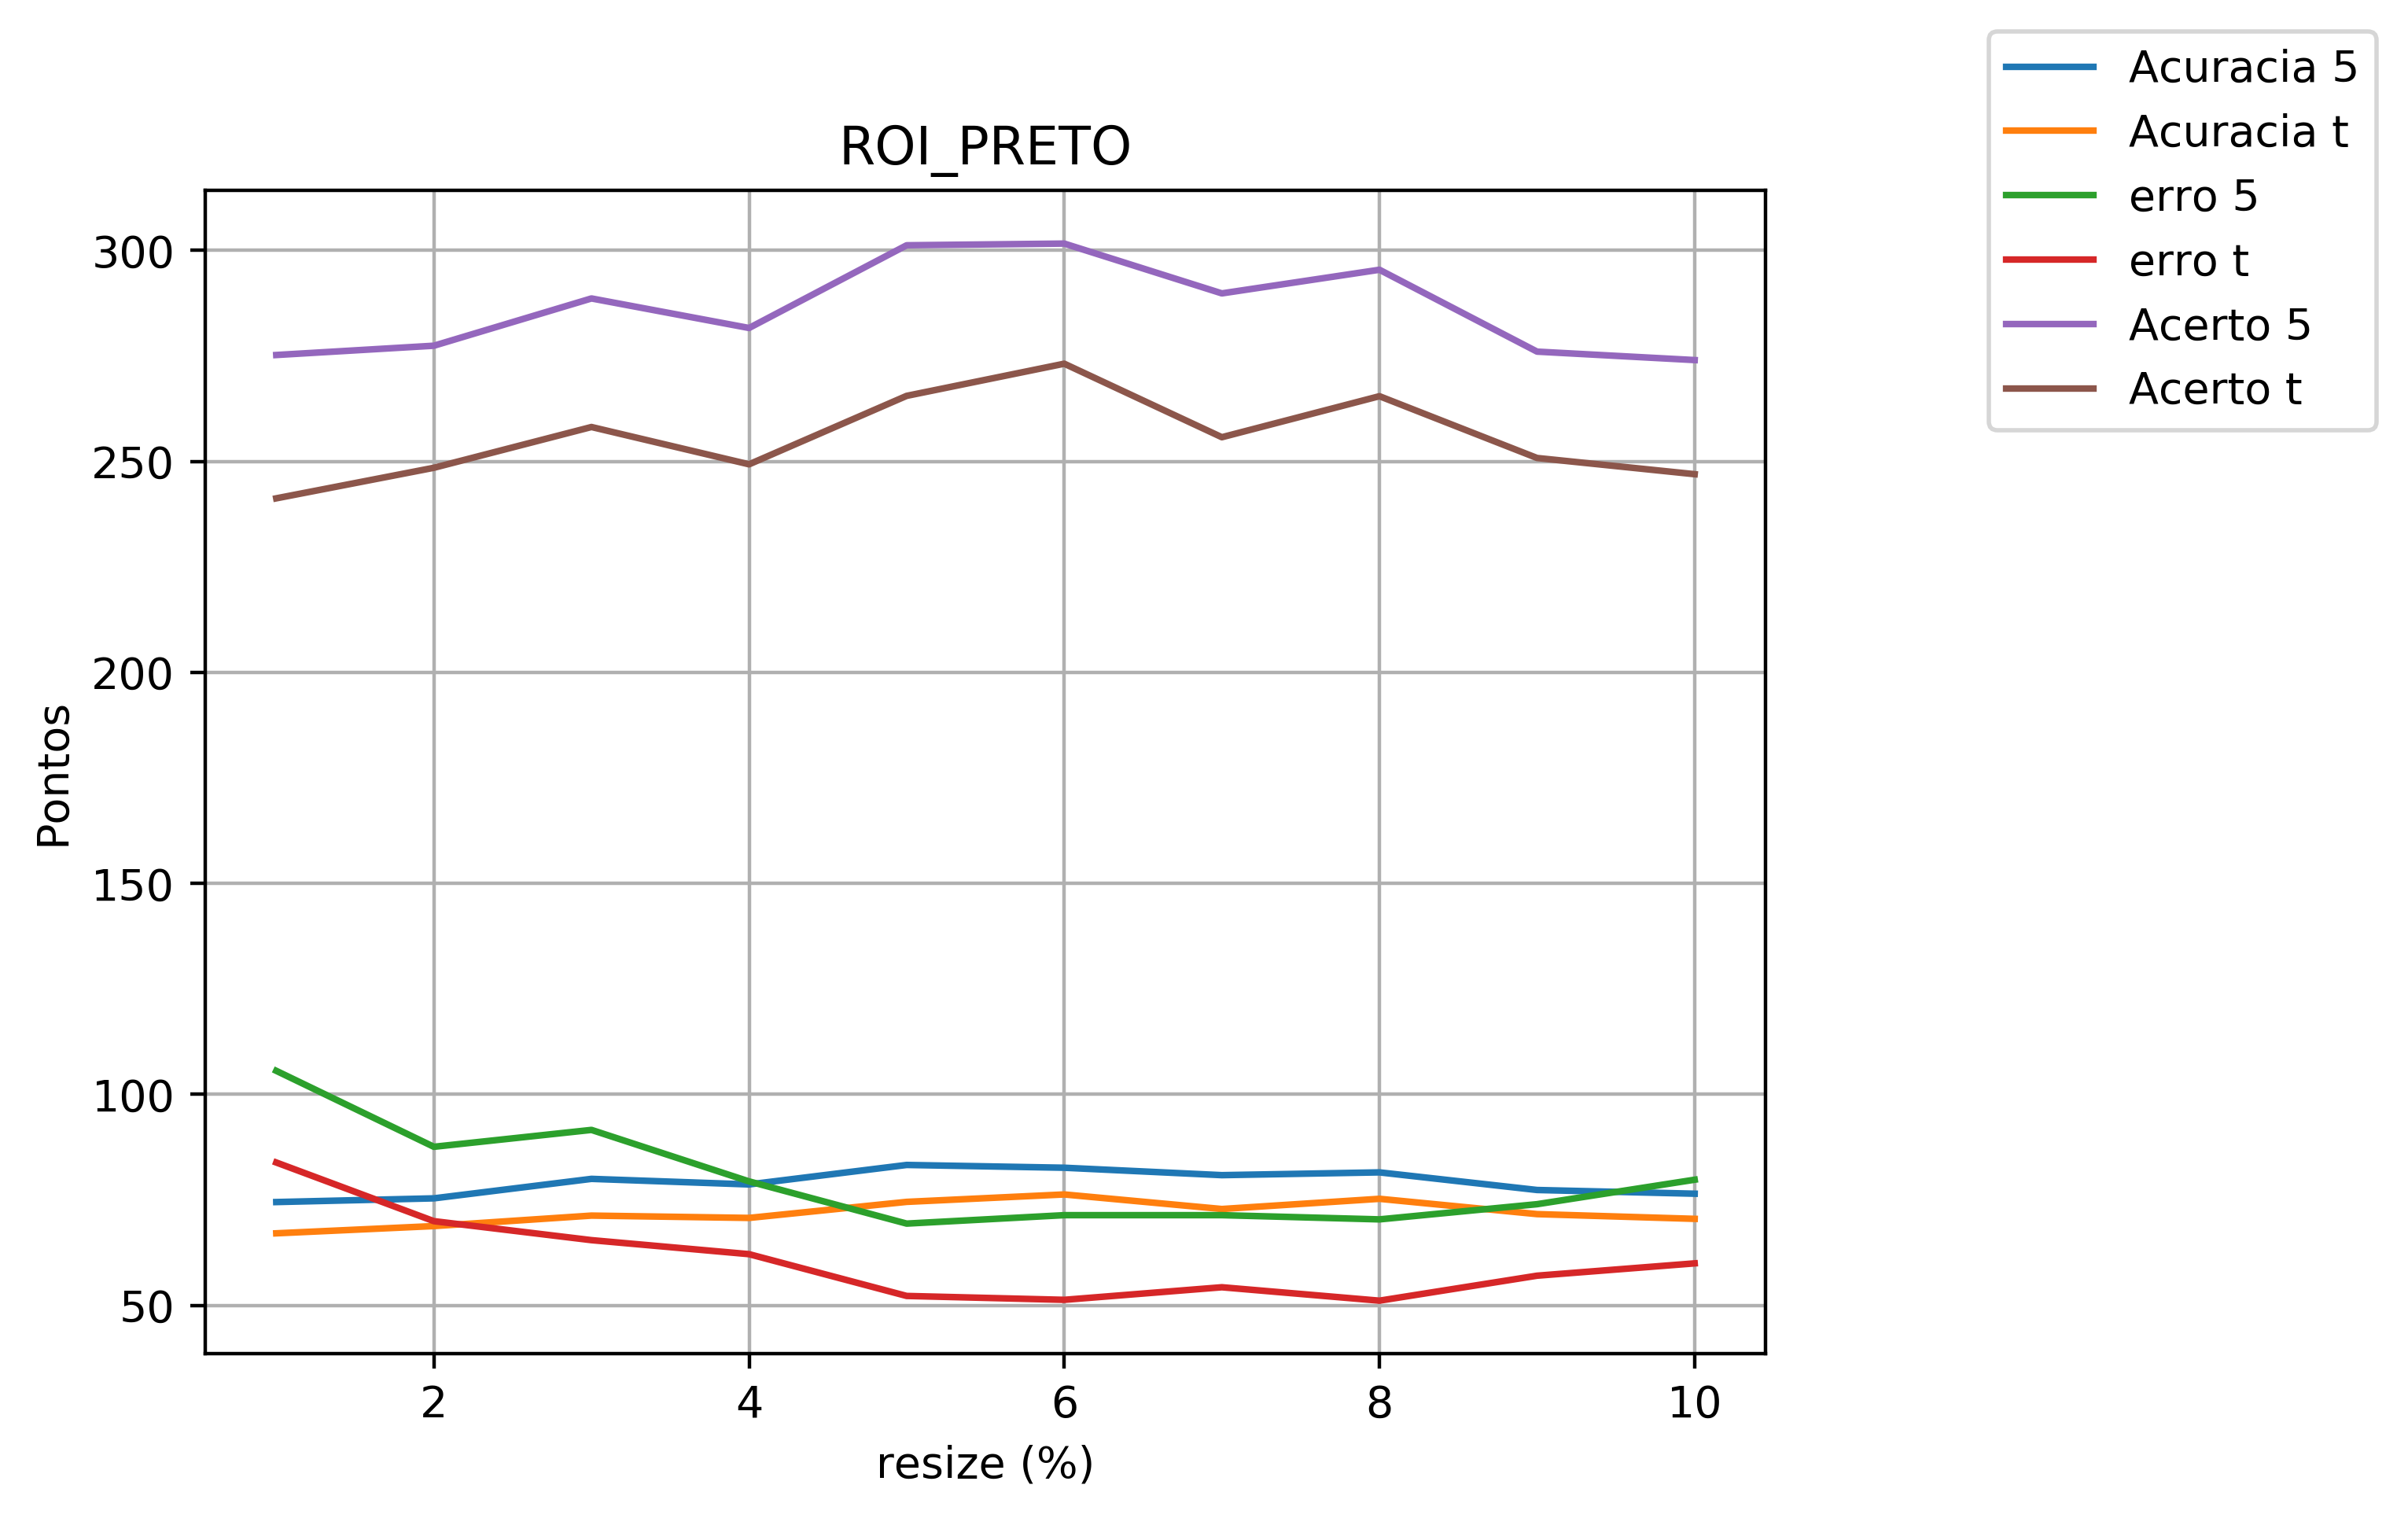 ROI_PRETO
Acuracia 5
Acuracia t
erro 5
erro t
Acerto 5
Acerto t
Pontos
300
250
200
150
100
50
2 4 6 8 10
resize (%)